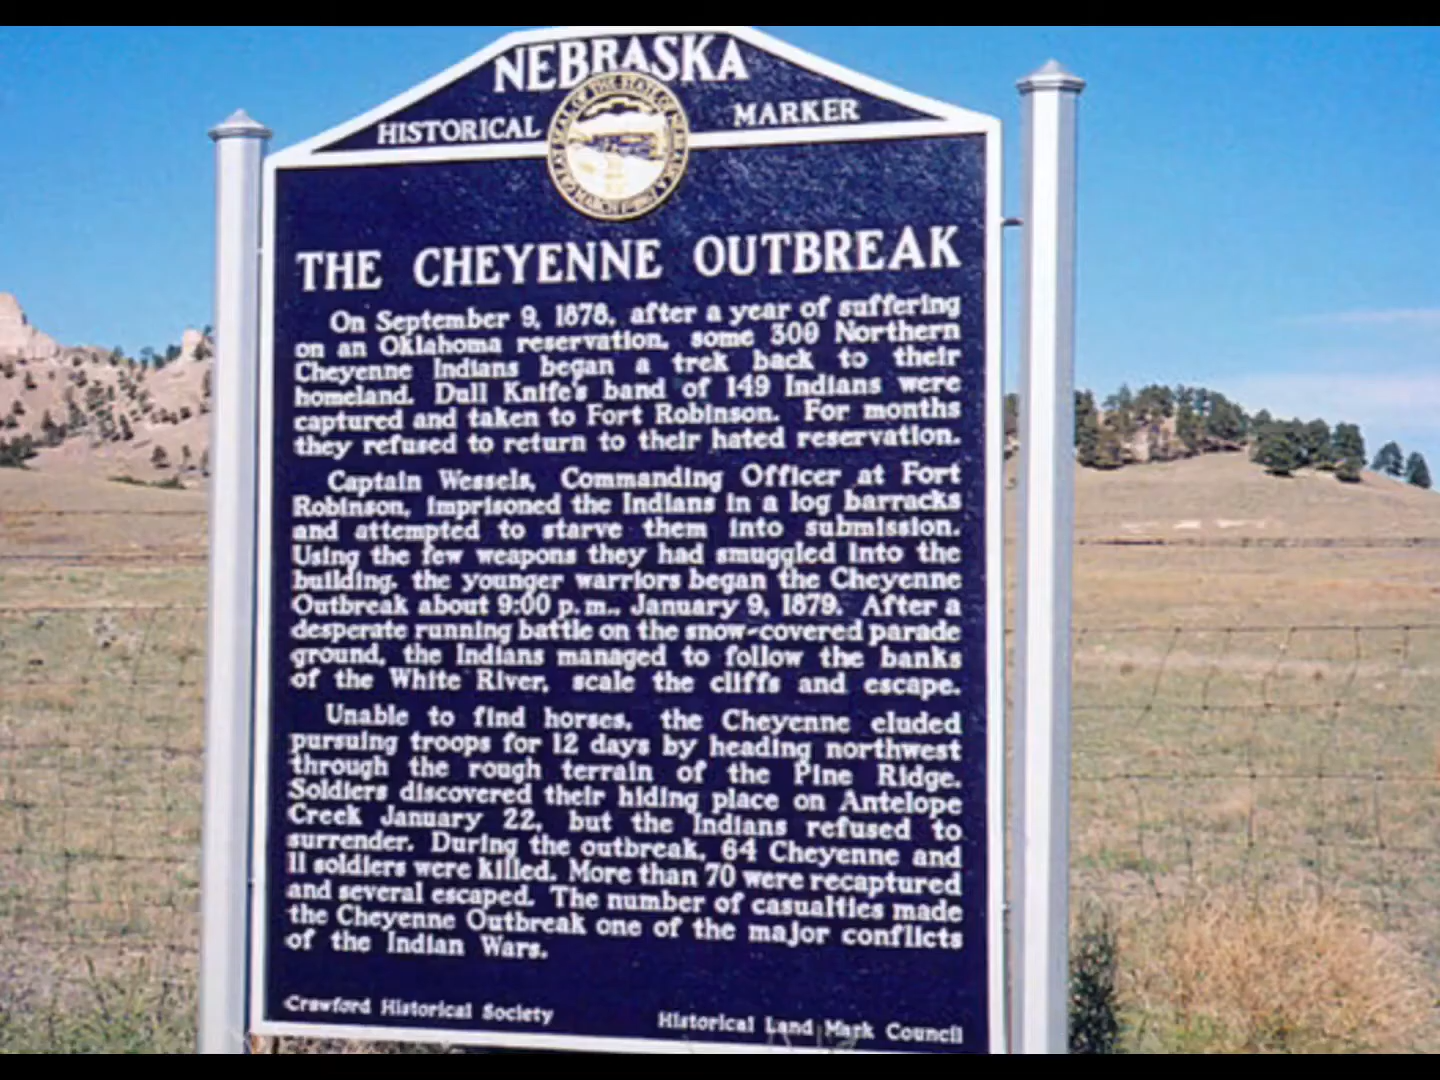 NEBRASKA
HISTORICAL MARKER
THE CHEYENNE OUTBREAK
On September 9, 1878, after a year of suffering
on an Oklahoma reservation, some 300 Northern
Cheyenne Indians began a trek back to their
homeland. Dull Knife's band of 149 Indians were
captured and taken to Fort Robinson. For months
they refused to return to their hated reservation.
Captain Wessels, Commanding Officer at Fort
Robinson, imprisoned the Indians in a log barracks
and attempted to starve them into submission.
Using the few weapons they had smuggled into the
building, the younger warriors began the Cheyenne
Outbreak about 9:00 p.m., January 9, 1879. After a
desperate running battle on the snow-covered parade
ground, the Indians managed to follow the banks
of the White River, scale the cliffs and escape.
Unable to find horses, the Cheyenne eluded
pursuing troops for 12 days by heading northwest
through the rough terrain of the Pine Ridge.
Soldiers discovered their hiding place on Antelope
Creek January 22, but the Indians refused to
surrender. During the outbreak, 64 Cheyenne and
11 soldiers were killed. More than 70 were recaptured
and several escaped. The number of casualties made
the Cheyenne Outbreak one of the major conflicts
of the Indian Wars.
Crawford Historical Society Historical Land Mark Council